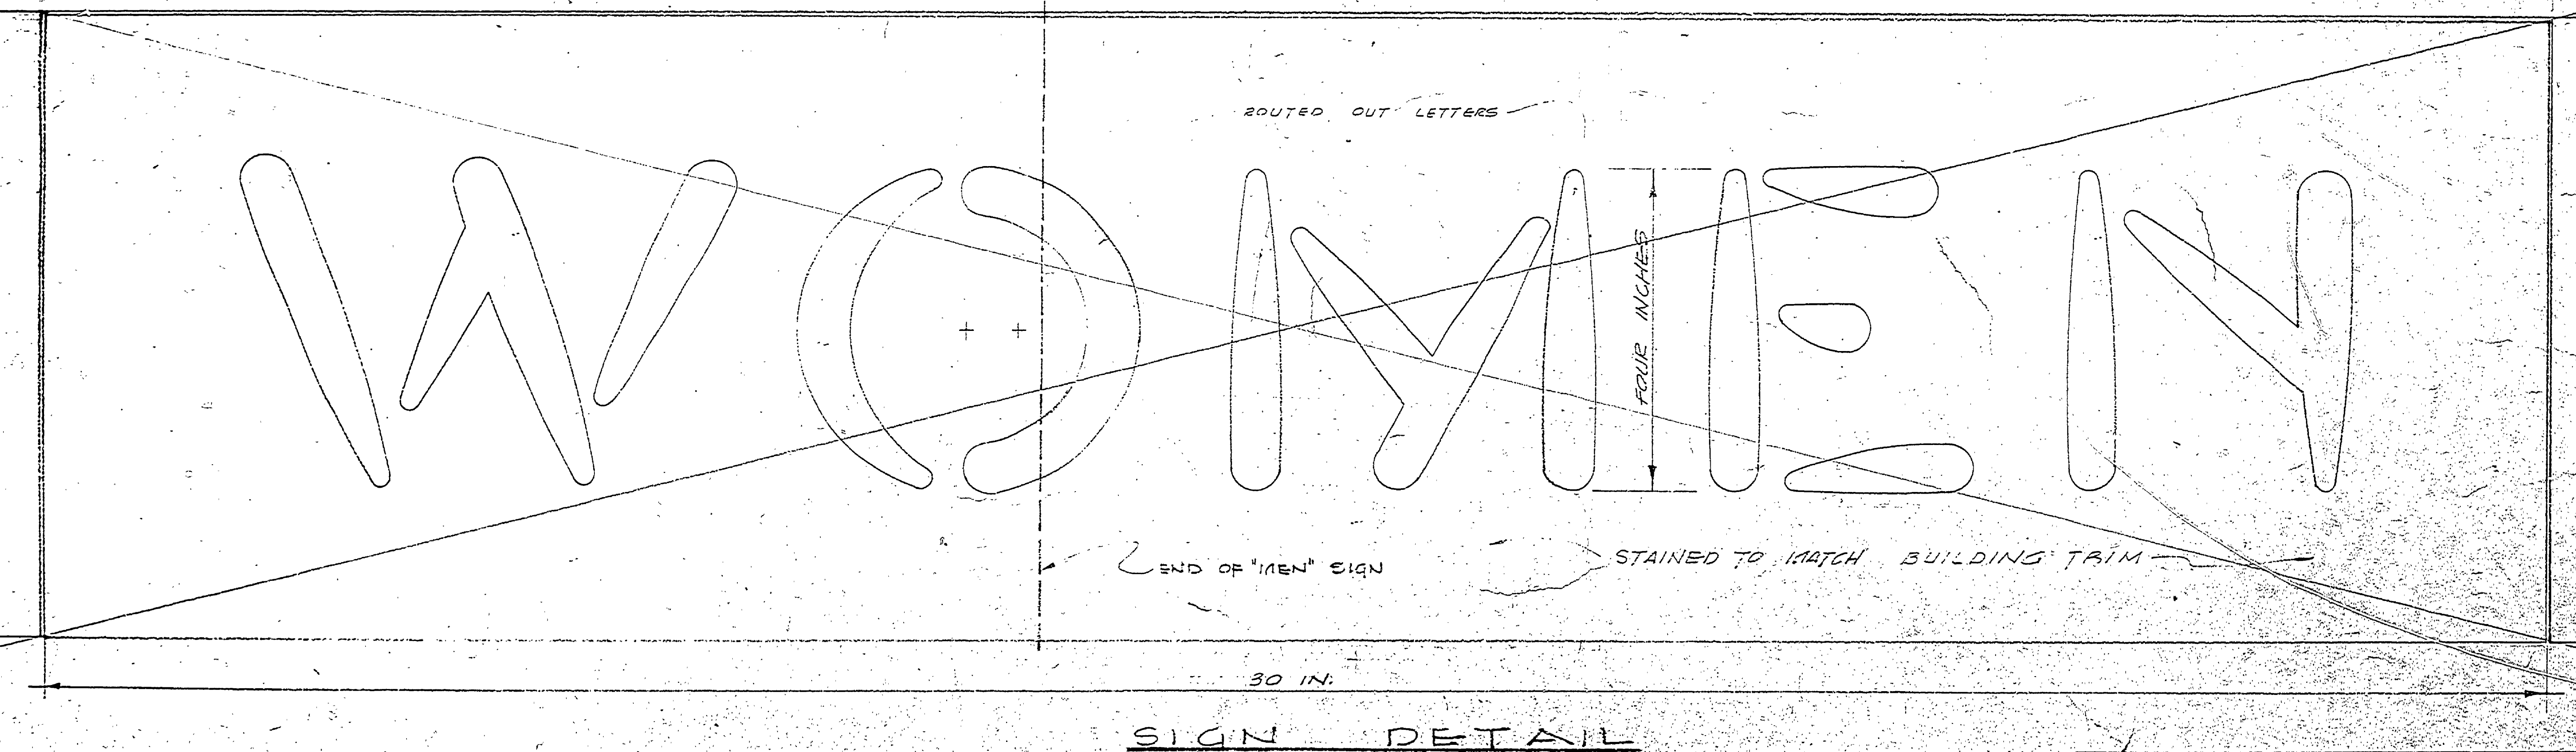 ROUTED OUT LETTERS
WOMEN
FOUR INCHES
END OF "MEN" SIGN
STAINED TO MATCH BUILDING TRIM
30 IN.
SIGN DETAIL